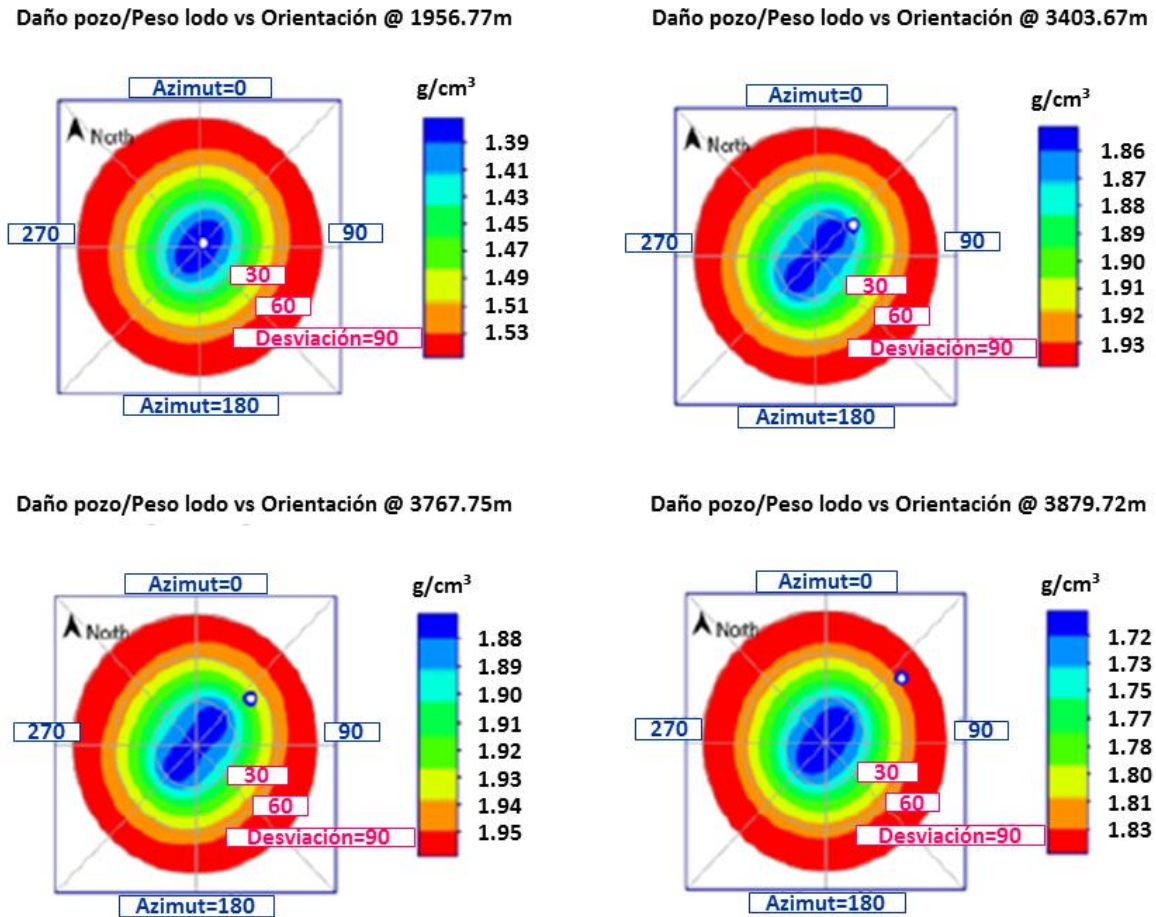 Daño pozo/Peso lodo vs Orientación @ 1956.77m
Azimut=0
g/cm³
North
1.39
1.41
1.43
1.45
1.47
1.49
1.51
1.53
270
90
30
60
Desviación=90
Azimut=180
Daño pozo/Peso lodo vs Orientación @ 3403.67m
Azimut=0
g/cm³
North
1.86
1.87
1.88
1.89
1.90
1.91
1.92
1.93
270
90
30
60
Desviación=90
Azimut=180
Daño pozo/Peso lodo vs Orientación @ 3767.75m
Azimut=0
g/cm³
North
1.88
1.89
1.90
1.91
1.92
1.93
1.94
1.95
270
90
30
60
Desviación=90
Azimut=180
Daño pozo/Peso lodo vs Orientación @ 3879.72m
Azimut=0
g/cm³
North
1.72
1.73
1.75
1.77
1.78
1.80
1.81
1.83
270
90
30
60
Desviación=90
Azimut=180